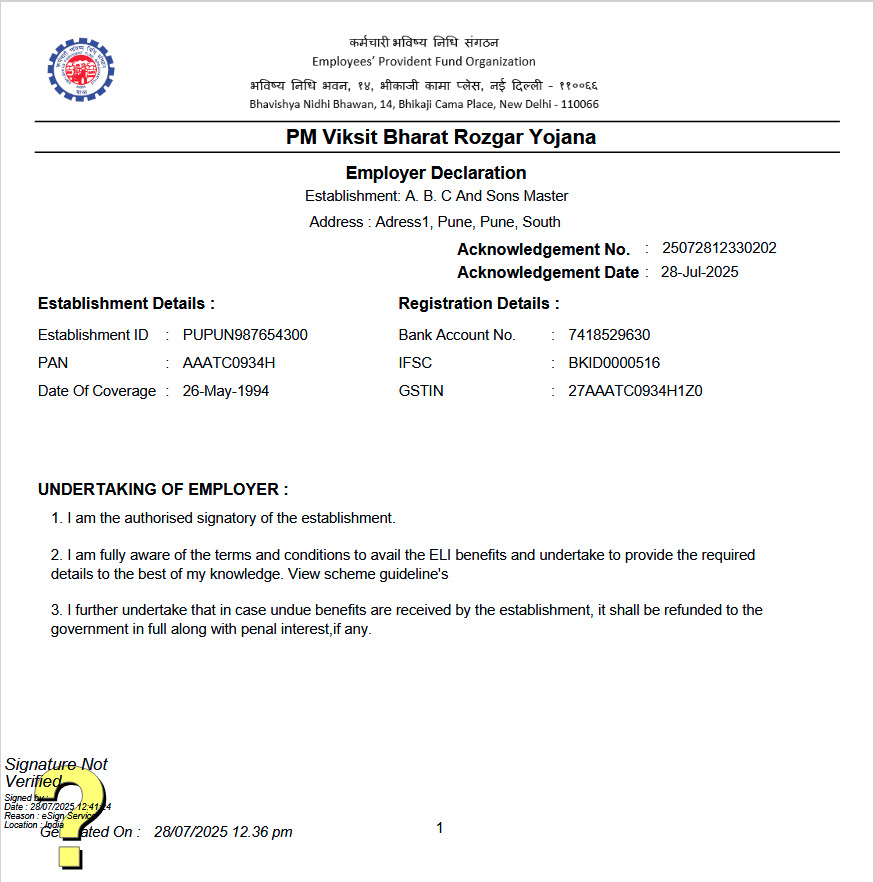 कर्मचारी भविष्य निधि संगठन
Employees' Provident Fund Organization
भविष्य निधि भवन, १४, भीकाजी कामा प्लेस, नई दिल्ली - ११००६६
Bhavishya Nidhi Bhawan, 14, Bhikaji Cama Place, New Delhi - 110066
PM Viksit Bharat Rozgar Yojana
Employer Declaration
Establishment: A. B. C And Sons Master
Address : Adress1, Pune, Pune, South
Acknowledgement No. : 25072812330202
Acknowledgement Date : 28-Jul-2025
Establishment Details : Registration Details :
Establishment ID : PUPUN987654300 Bank Account No. : 7418529630
PAN : AAATC0934H IFSC : BKID0000516
Date Of Coverage : 26-May-1994 GSTIN : 27AAATC0934H1Z0
UNDERTAKING OF EMPLOYER :
1. I am the authorised signatory of the establishment.
2. I am fully aware of the terms and conditions to avail the ELI benefits and undertake to provide the required
details to the best of my knowledge. View scheme guideline's
3. I further undertake that in case undue benefits are received by the establishment, it shall be refunded to the
government in full along with penal interest,if any.
Signature Not
Verified
Signed by :
Date : 28/07/2025 12:41:24
Reason : eSign Service
Location : India
Generated On : 28/07/2025 12.36 pm
1